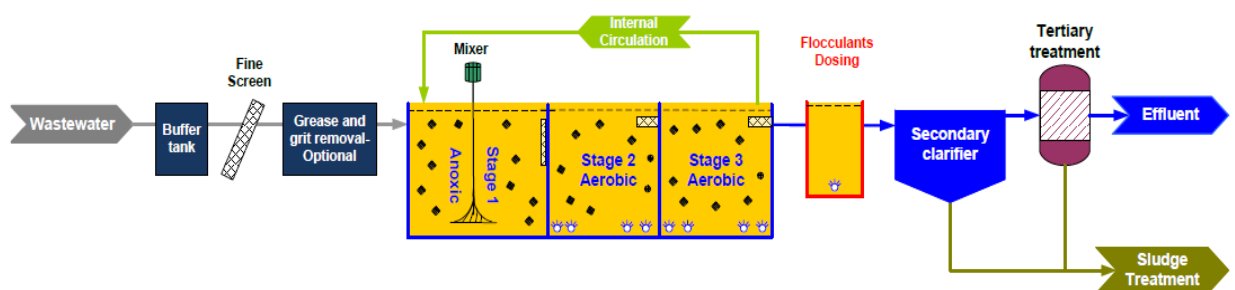 Wastewater
Buffer
tank
Fine
Screen
Grease and
grit removal-
Optional
Mixer
Internal
Circulation
Stage 1
Anoxic
Stage 2
Aerobic
Stage 3
Aerobic
Flocculants
Dosing
Secondary
clarifier
Tertiary
treatment
Effluent
Sludge
Treatment